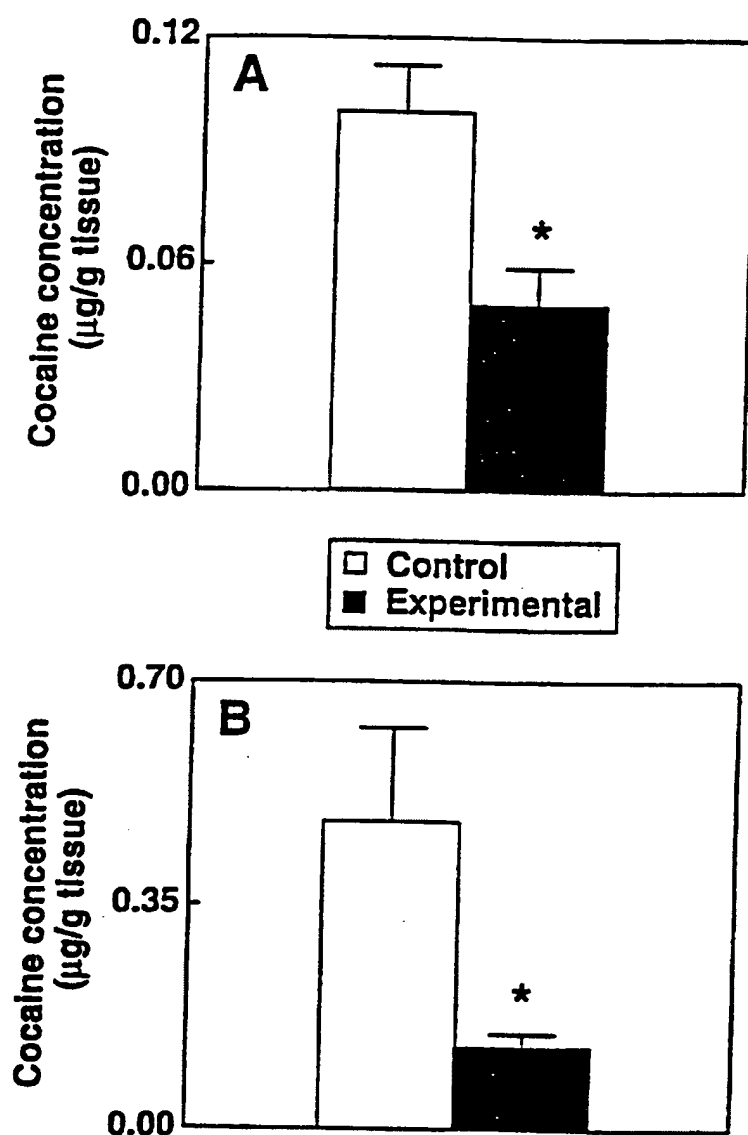 0.12
A
Cocaine concentration
(µg/g tissue)
*
0.06
0.00
□ Control
■ Experimental
0.70
B
Cocaine concentration
(µg/g tissue)
0.35
*
0.00